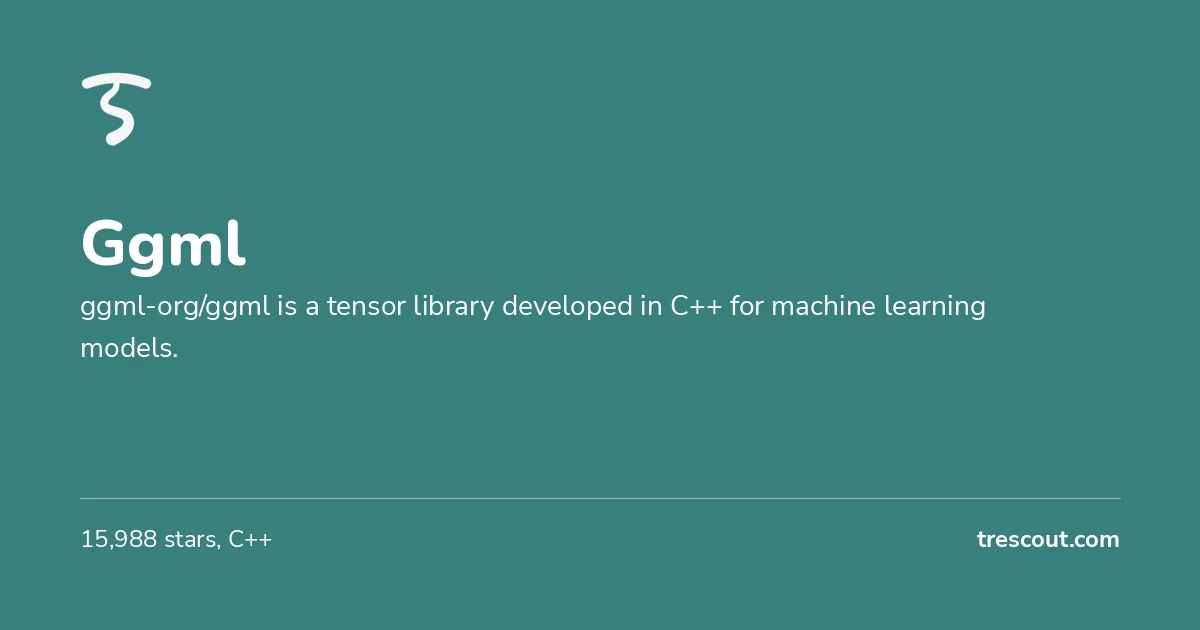 Ggml
ggml-org/ggml is a tensor library developed in C++ for machine learning
models.
15,988 stars, C++
trescout.com